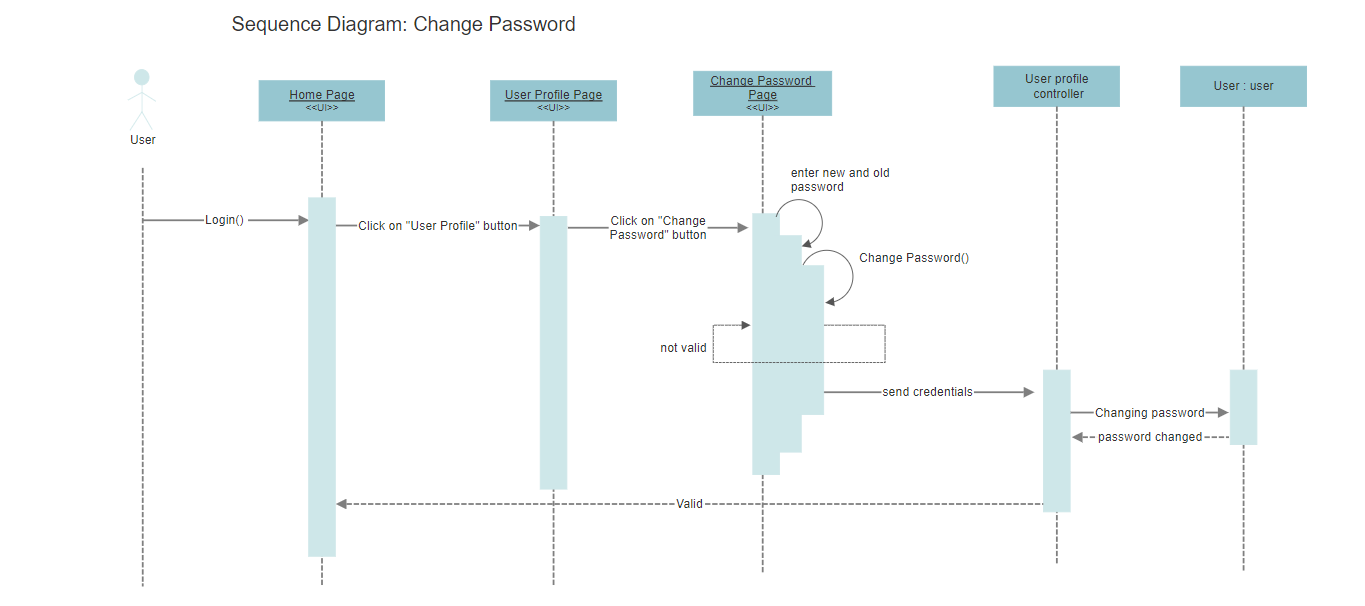 Sequence Diagram: Change Password
User
Home Page
<<UI>>
User Profile Page
<<UI>>
Change Password
Page
<<UI>>
User profile
controller
User : user
enter new and old
password
Login()
Click on "User Profile" button
Click on "Change
Password" button
Change Password()
not valid
send credentials
Changing password
password changed
Valid